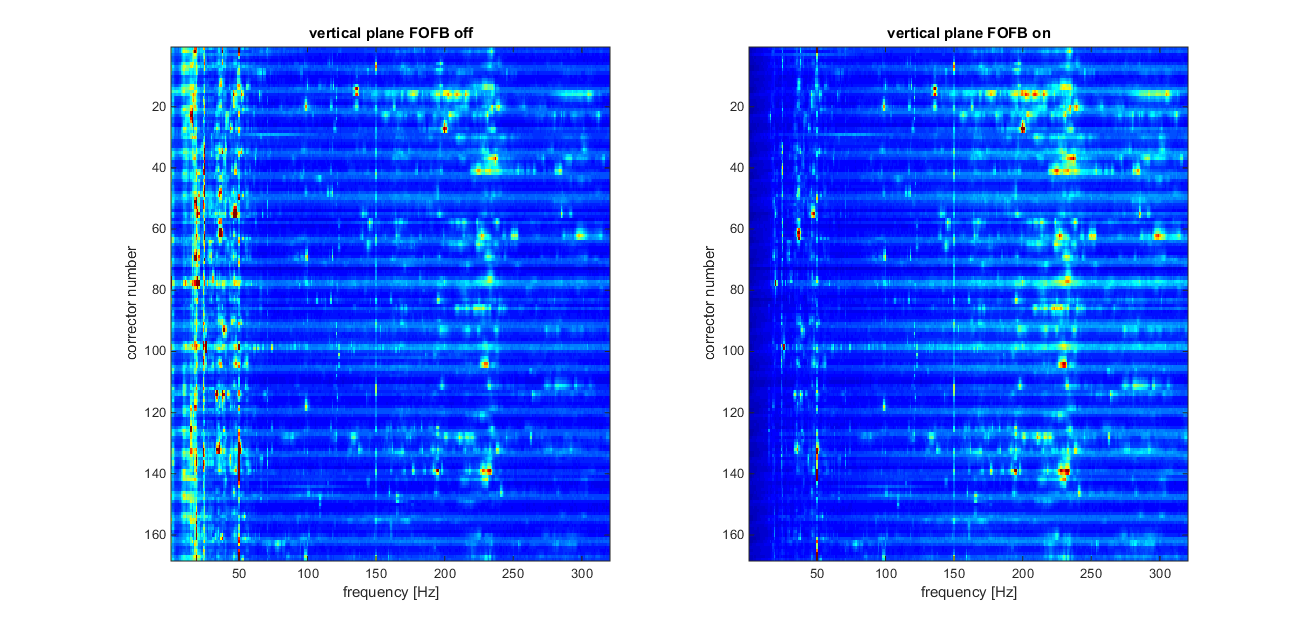 vertical plane FOFB off
20
40
60
80
100
120
140
160
corrector number
50 100 150 200 250 300
frequency [Hz]
vertical plane FOFB on
20
40
60
80
100
120
140
160
corrector number
50 100 150 200 250 300
frequency [Hz]